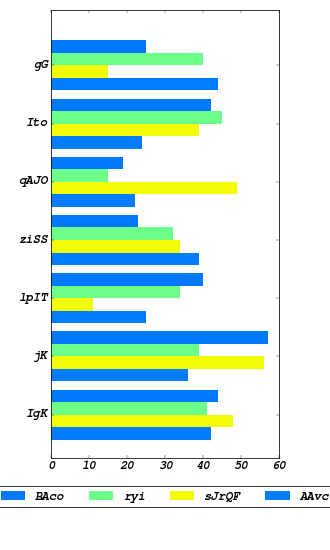 gG
Ito
qAJO
ziSS
lpIT
jK
IgK
0 10 20 30 40 50 60
BAco ryi sJrQF AAvc